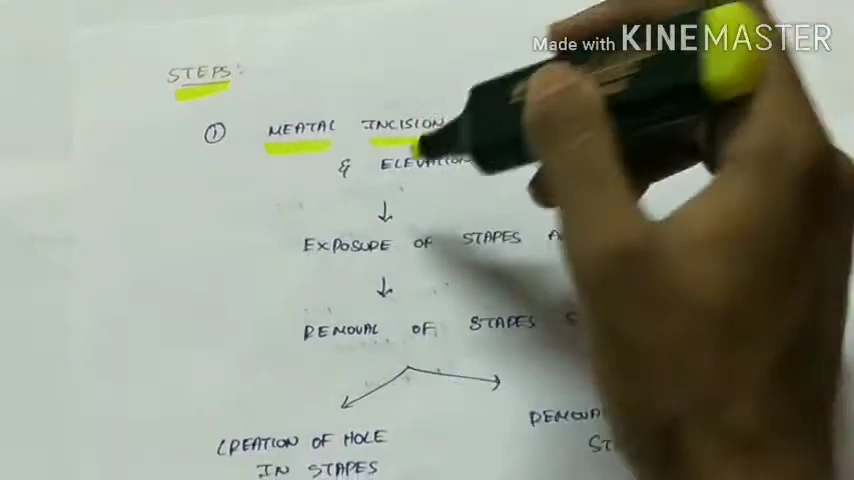 Made with KINEMASTER
STEPS:
① MEATAL INCISION
& ELEVATION
↓
EXPOSURE OF STAPES
↓
REMOVAL OF STAPES
CREATION OF HOLE
IN STAPES